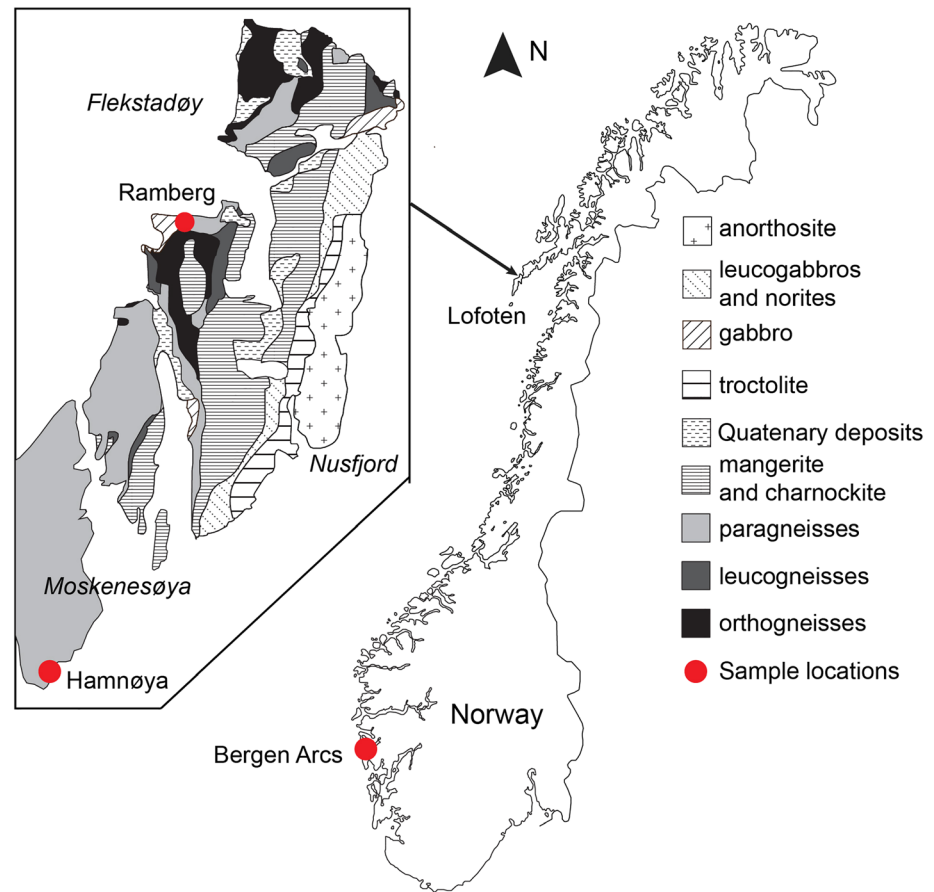 N
Flekstadøy
Ramberg
Nusfjord
Moskenesøya
Hamnøya
Lofoten
Norway
Bergen Arcs
anorthosite
leucogabbros
and norites
gabbro
troctolite
Quatenary deposits
mangerite
and charnockite
paragneisses
leucogneisses
orthogneisses
Sample locations